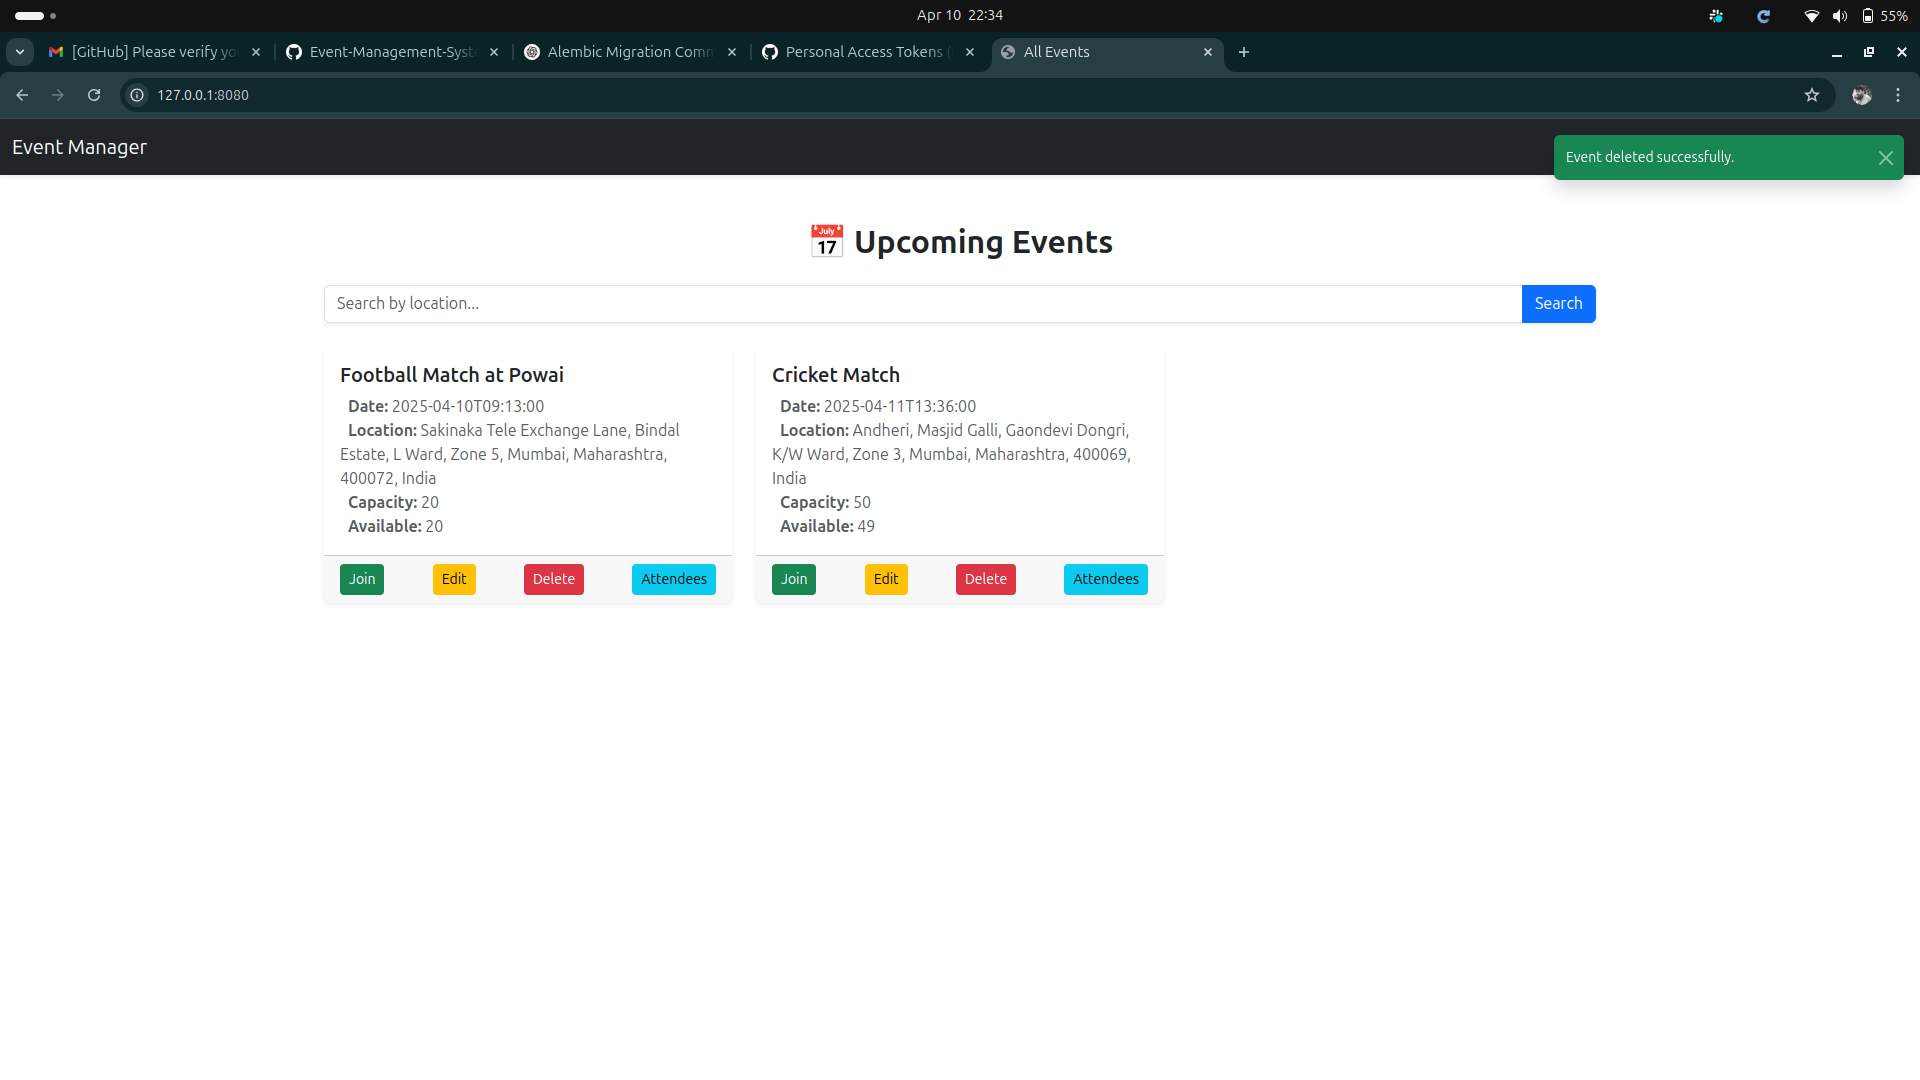 Apr 10 22:34
55%
[GitHub] Please verify yo
Event-Management-Syst
Alembic Migration Comm
Personal Access Tokens (
All Events
127.0.0.1:8080
Event Manager
Event deleted successfully.
July
17
Upcoming Events
Search by location...
Search
Football Match at Powai
Date: 2025-04-10T09:13:00
Location: Sakinaka Tele Exchange Lane, Bindal
Estate, L Ward, Zone 5, Mumbai, Maharashtra,
400072, India
Capacity: 20
Available: 20
Join
Edit
Delete
Attendees
Cricket Match
Date: 2025-04-11T13:36:00
Location: Andheri, Masjid Galli, Gaondevi Dongri,
K/W Ward, Zone 3, Mumbai, Maharashtra, 400069,
India
Capacity: 50
Available: 49
Join
Edit
Delete
Attendees